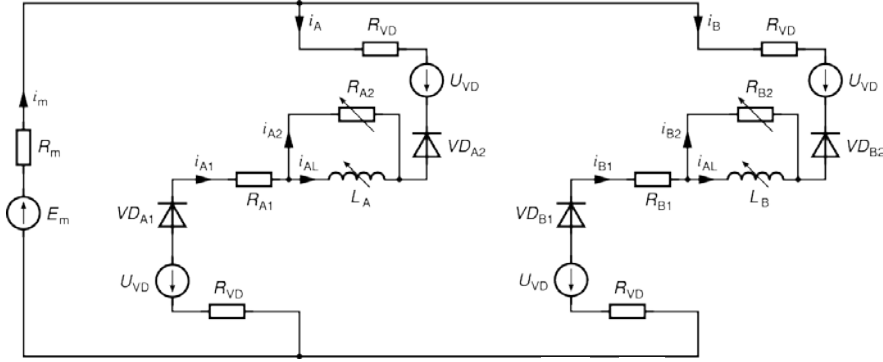 i_A
R_VD
i_B
R_VD
U_VD
U_VD
R_A2
R_B2
i_m
i_A2
i_B2
R_m
VD_A2
VD_B2
i_A1
i_AL
i_B1
i_AL
R_A1
L_A
R_B1
L_B
E_m
VD_A1
VD_B1
U_VD
R_VD
U_VD
R_VD